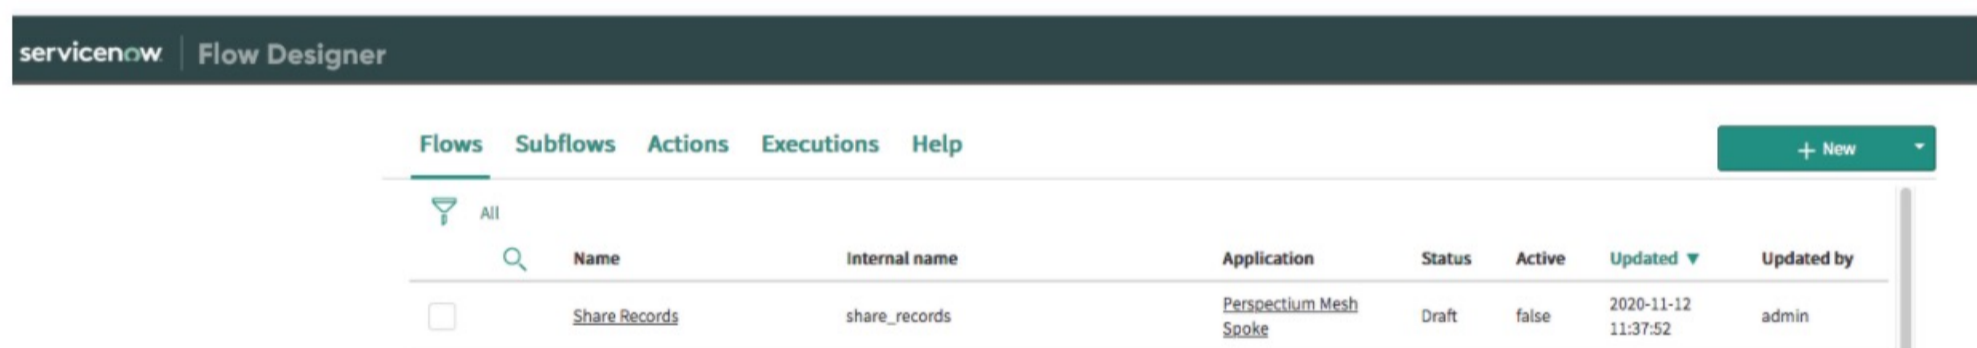 servicenow Flow Designer
Flows Subflows Actions Executions Help + New
All
Name Internal name Application Status Active Updated ▼ Updated by
Share Records share_records Perspectium Mesh Spoke Draft false 2020-11-12 11:37:52 admin